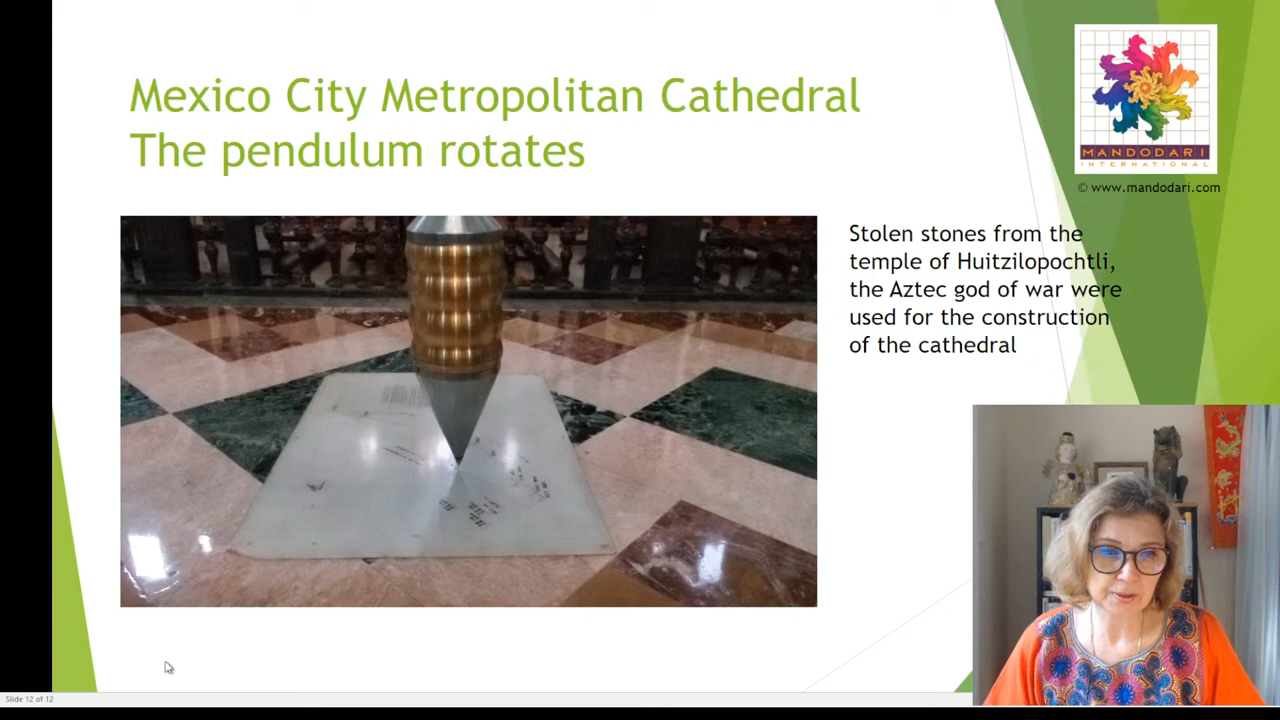 Mexico City Metropolitan Cathedral
The pendulum rotates
MANDODARI
INTERNATIONAL
© www.mandodari.com
Stolen stones from the
temple of Huitzilopochtli,
the Aztec god of war were
used for the construction
of the cathedral
Slide 12 of 12